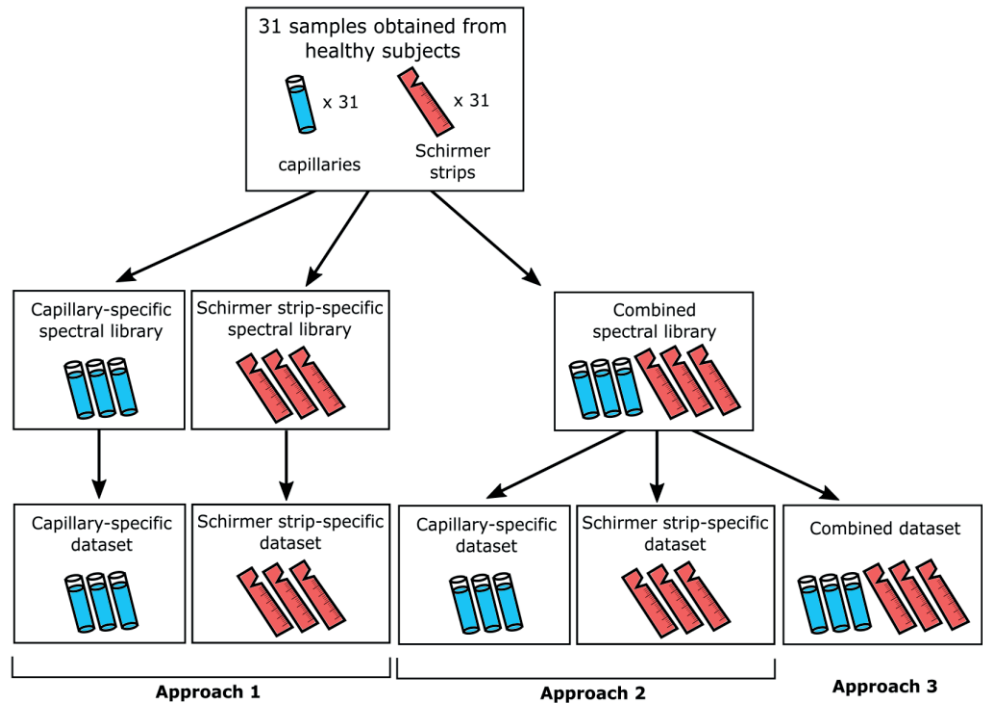 31 samples obtained from
healthy subjects
x 31
x 31
capillaries
Schirmer
strips
Capillary-specific
spectral library
Schirmer strip-specific
spectral library
Combined
spectral library
Capillary-specific
dataset
Schirmer strip-specific
dataset
Capillary-specific
dataset
Schirmer strip-specific
dataset
Combined dataset
Approach 1
Approach 2
Approach 3